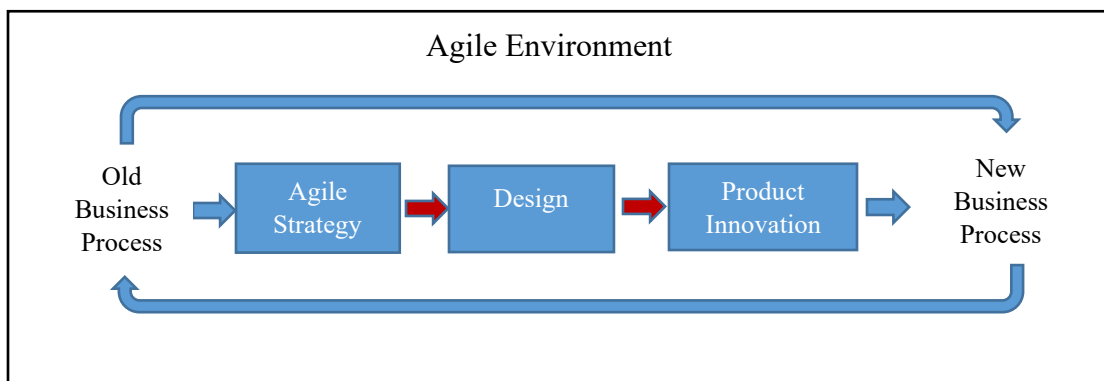 Agile Environment
Old
Business
Process
Agile
Strategy
Design
Product
Innovation
New
Business
Process